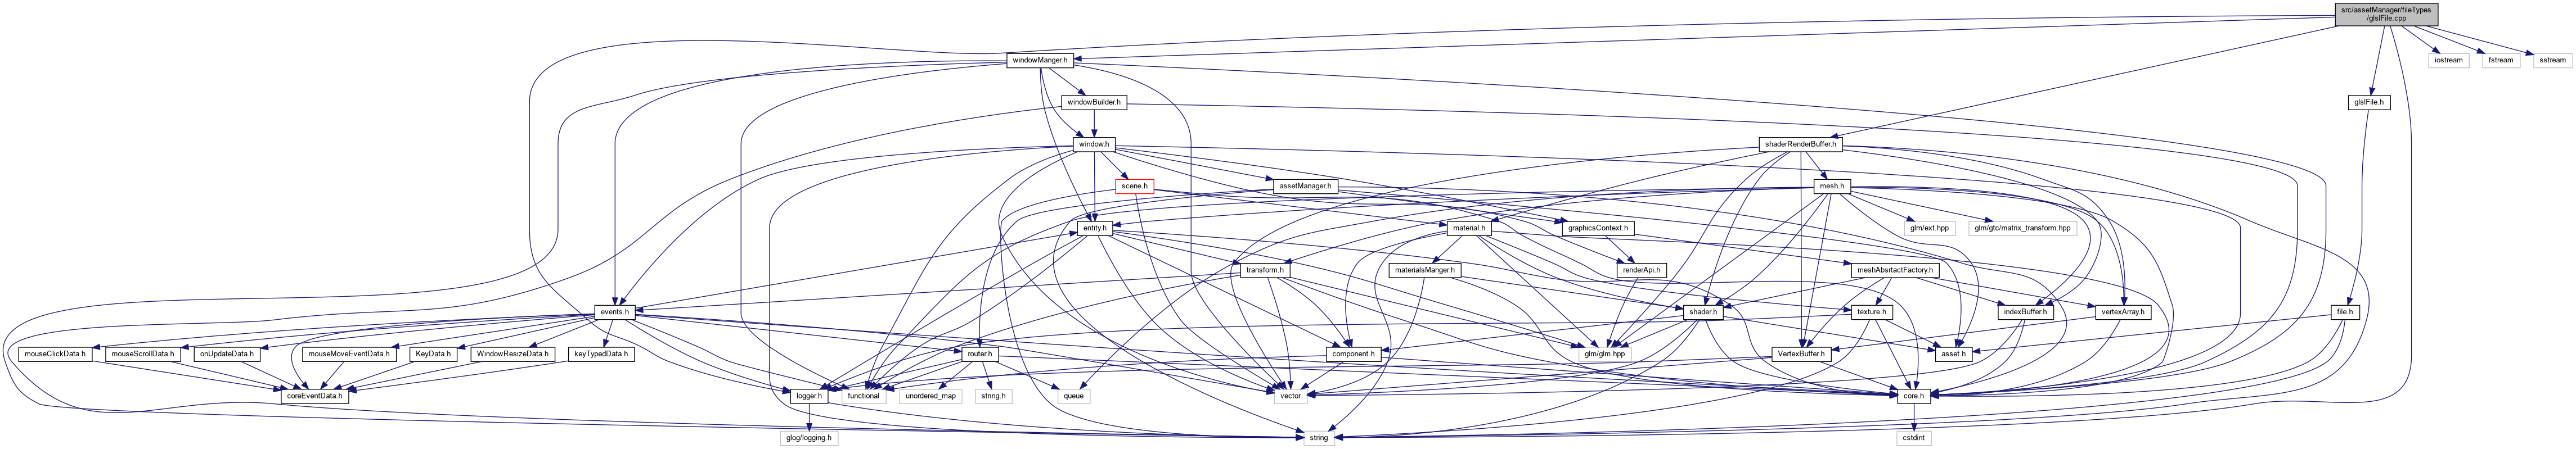 src/assetManager/fileTypes
/glslFile.cpp
windowManger.h
iostream
fstream
sstream
windowBuilder.h
glslFile.h
window.h
shaderRenderBuffer.h
scene.h
assetManager.h
mesh.h
entity.h
material.h
graphicsContext.h
glm/ext.hpp
glm/gtc/matrix_transform.hpp
transform.h
materialsManger.h
renderApi.h
meshAbsrtactFactory.h
events.h
shader.h
texture.h
indexBuffer.h
vertexArray.h
file.h
mouseClickData.h
mouseScrollData.h
onUpdateData.h
mouseMoveEventData.h
KeyData.h
WindowResizeData.h
keyTypedData.h
router.h
component.h
glm/glm.hpp
VertexBuffer.h
asset.h
coreEventData.h
logger.h
functional
unordered_map
string.h
queue
vector
core.h
glog/logging.h
string
cstdint